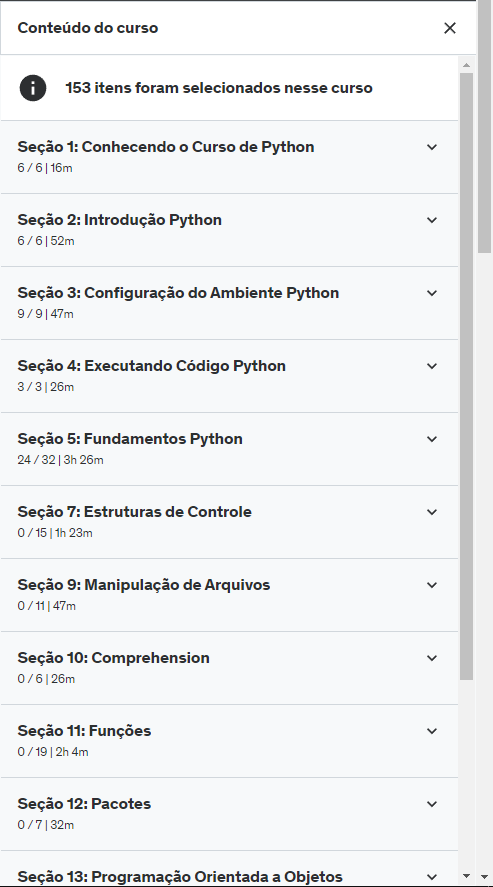 Conteúdo do curso
153 itens foram selecionados nesse curso
Seção 1: Conhecendo o Curso de Python
6 / 6 | 16m
Seção 2: Introdução Python
6 / 6 | 52m
Seção 3: Configuração do Ambiente Python
9 / 9 | 47m
Seção 4: Executando Código Python
3 / 3 | 26m
Seção 5: Fundamentos Python
24 / 32 | 3h 26m
Seção 7: Estruturas de Controle
0 / 15 | 1h 23m
Seção 9: Manipulação de Arquivos
0 / 11 | 47m
Seção 10: Comprehension
0 / 6 | 26m
Seção 11: Funções
0 / 19 | 2h 4m
Seção 12: Pacotes
0 / 7 | 32m
Seção 13: Programação Orientada a Objetos